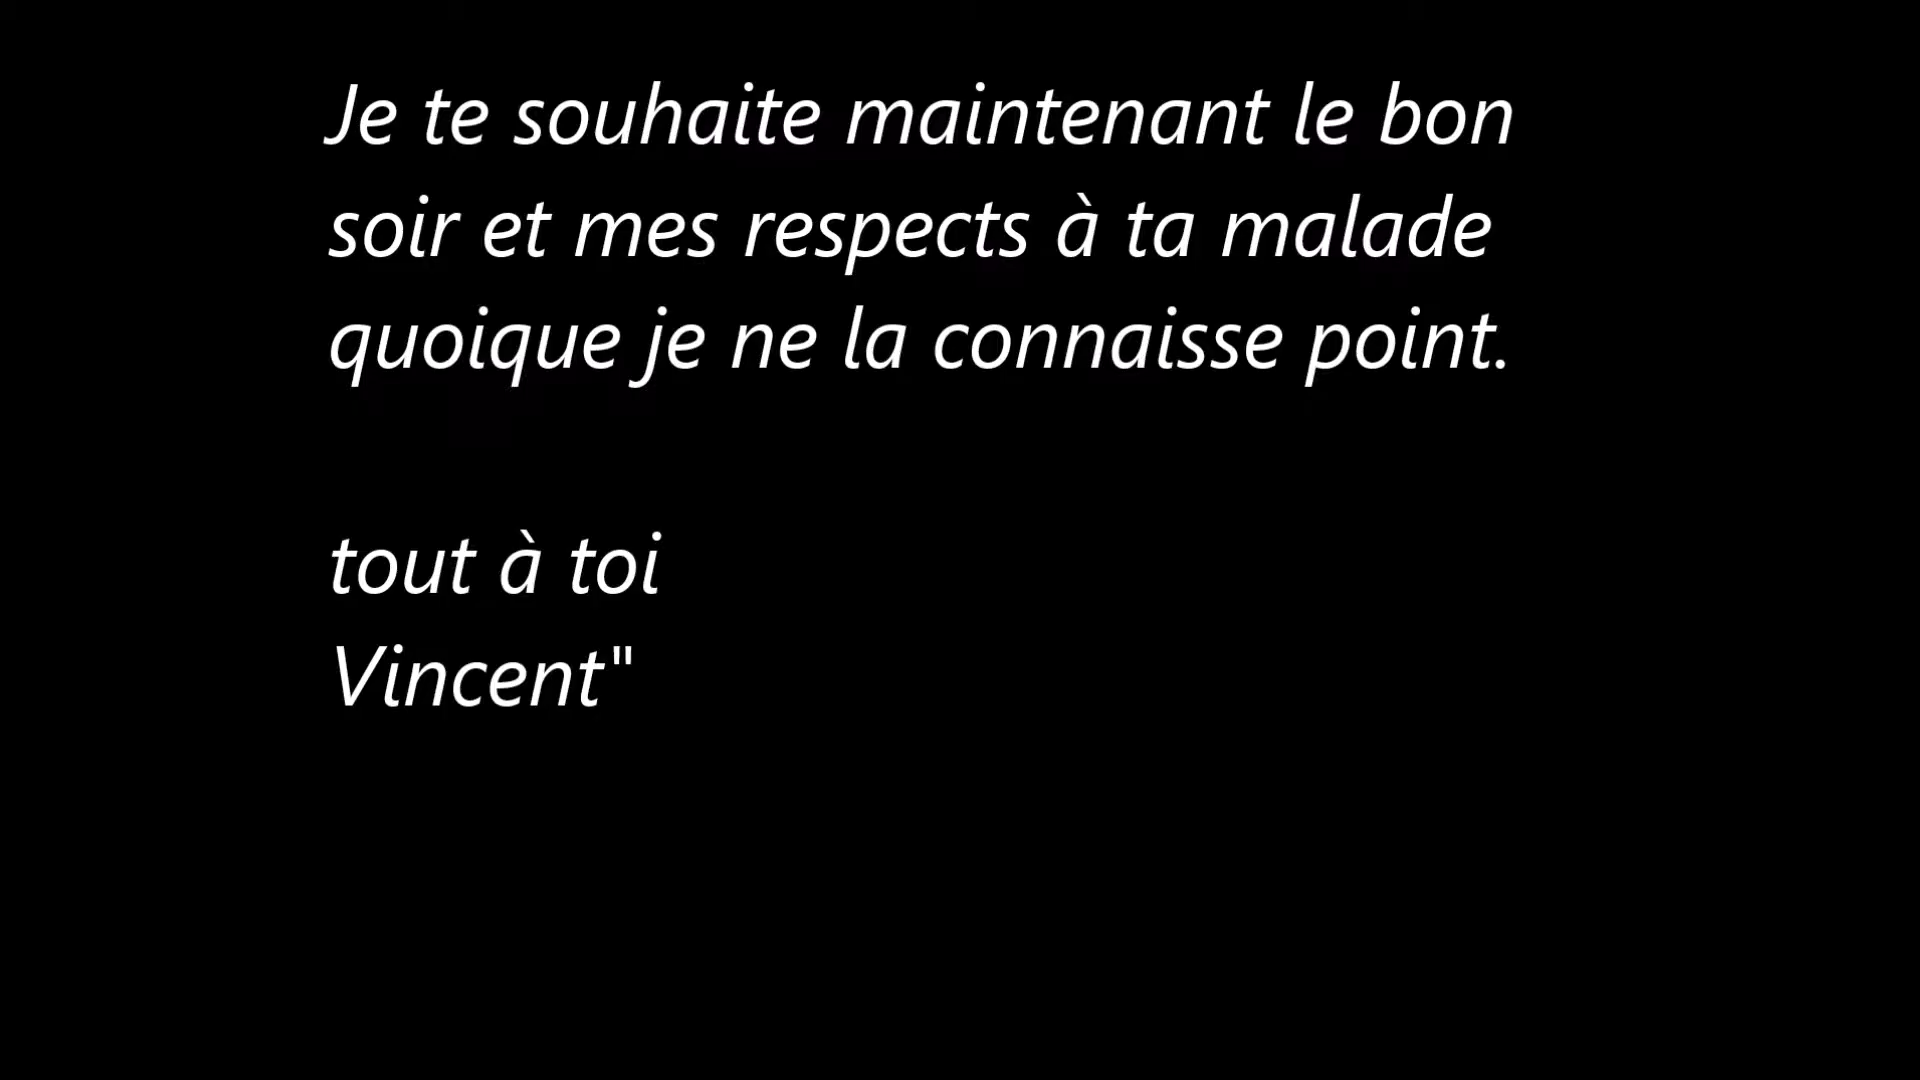 Je te souhaite maintenant le bon
soir et mes respects à ta malade
quoique je ne la connaisse point.
tout à toi
Vincent"